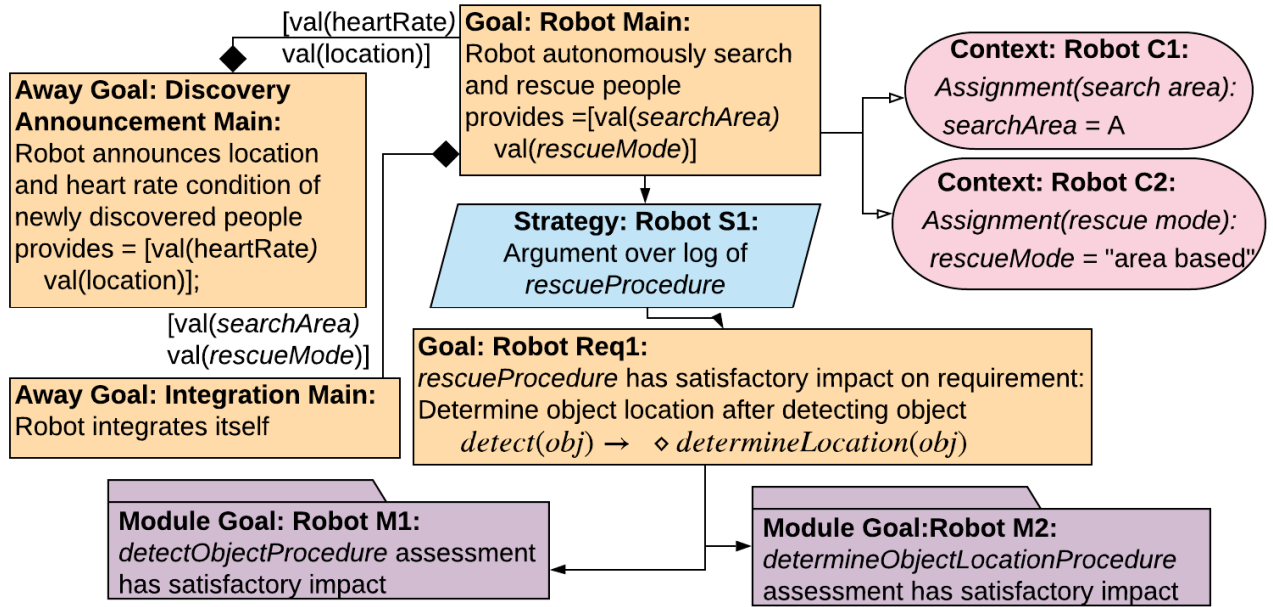 [val(heartRate)
val(location)]
Goal: Robot Main:
Robot autonomously search
and rescue people
provides =[val(searchArea)
val(rescueMode)]
Context: Robot C1:
Assignment(search area):
searchArea = A
Away Goal: Discovery
Announcement Main:
Robot announces location
and heart rate condition of
newly discovered people
provides = [val(heartRate)
val(location)];
Context: Robot C2:
Assignment(rescue mode):
rescueMode = "area based"
Strategy: Robot S1:
Argument over log of
rescueProcedure
[val(searchArea)
val(rescueMode)]
Away Goal: Integration Main:
Robot integrates itself
Goal: Robot Req1:
rescueProcedure has satisfactory impact on requirement:
Determine object location after detecting object
detect(obj) → ⋄ determineLocation(obj)
Module Goal: Robot M1:
detectObjectProcedure assessment
has satisfactory impact
Module Goal:Robot M2:
determineObjectLocationProcedure
assessment has satisfactory impact